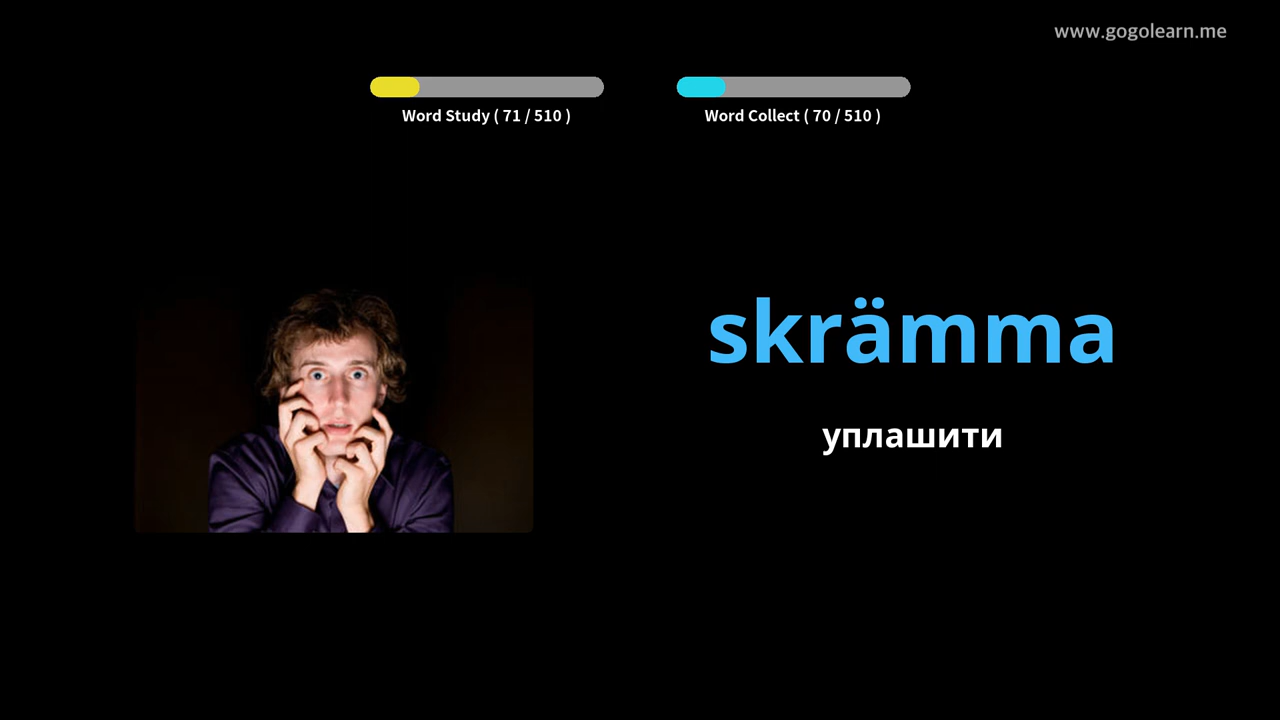 www.gogolearn.me
Word Study ( 71 / 510 )
Word Collect ( 70 / 510 )
skrämma
уплашити